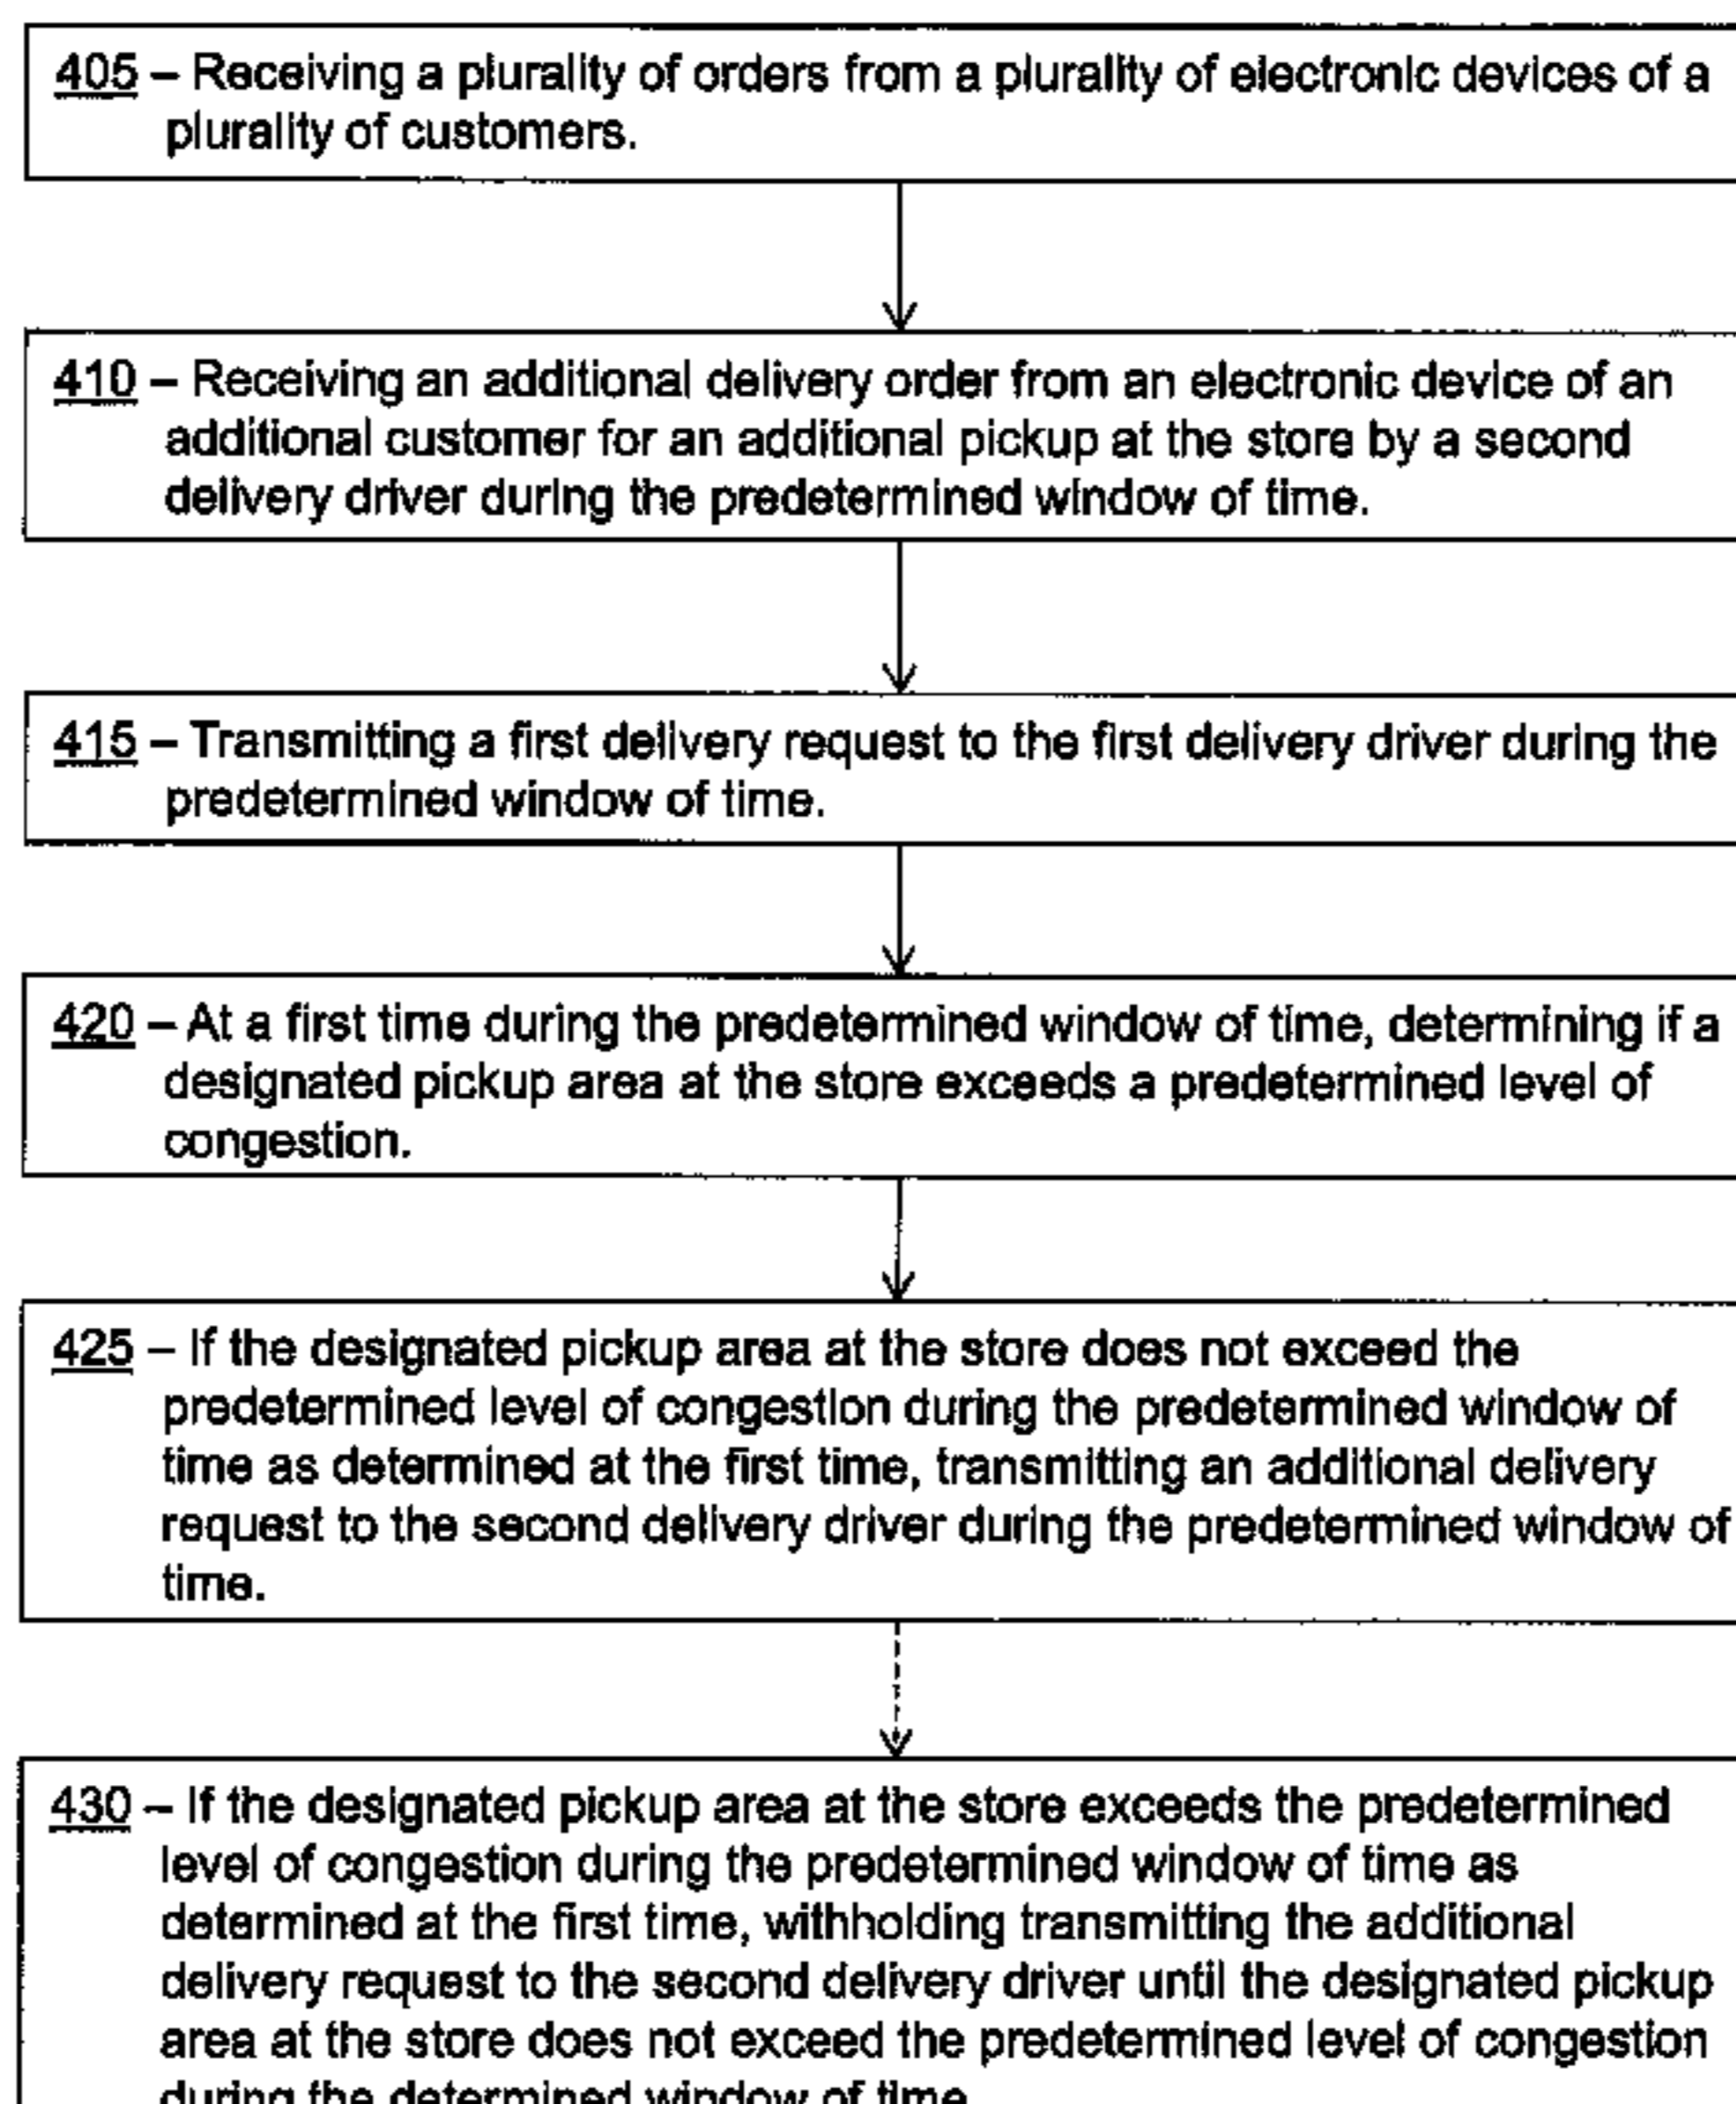 405 – Receiving a plurality of orders from a plurality of electronic devices of a
plurality of customers.
410 – Receiving an additional delivery order from an electronic device of an
additional customer for an additional pickup at the store by a second
delivery driver during the predetermined window of time.
415 – Transmitting a first delivery request to the first delivery driver during the
predetermined window of time.
420 – At a first time during the predetermined window of time, determining if a
designated pickup area at the store exceeds a predetermined level of
congestion.
425 – If the designated pickup area at the store does not exceed the
predetermined level of congestion during the predetermined window of
time as determined at the first time, transmitting an additional delivery
request to the second delivery driver during the predetermined window of
time.
430 – If the designated pickup area at the store exceeds the predetermined
level of congestion during the predetermined window of time as
determined at the first time, withholding transmitting the additional
delivery request to the second delivery driver until the designated pickup
area at the store does not exceed the predetermined level of congestion
during the determined window of time